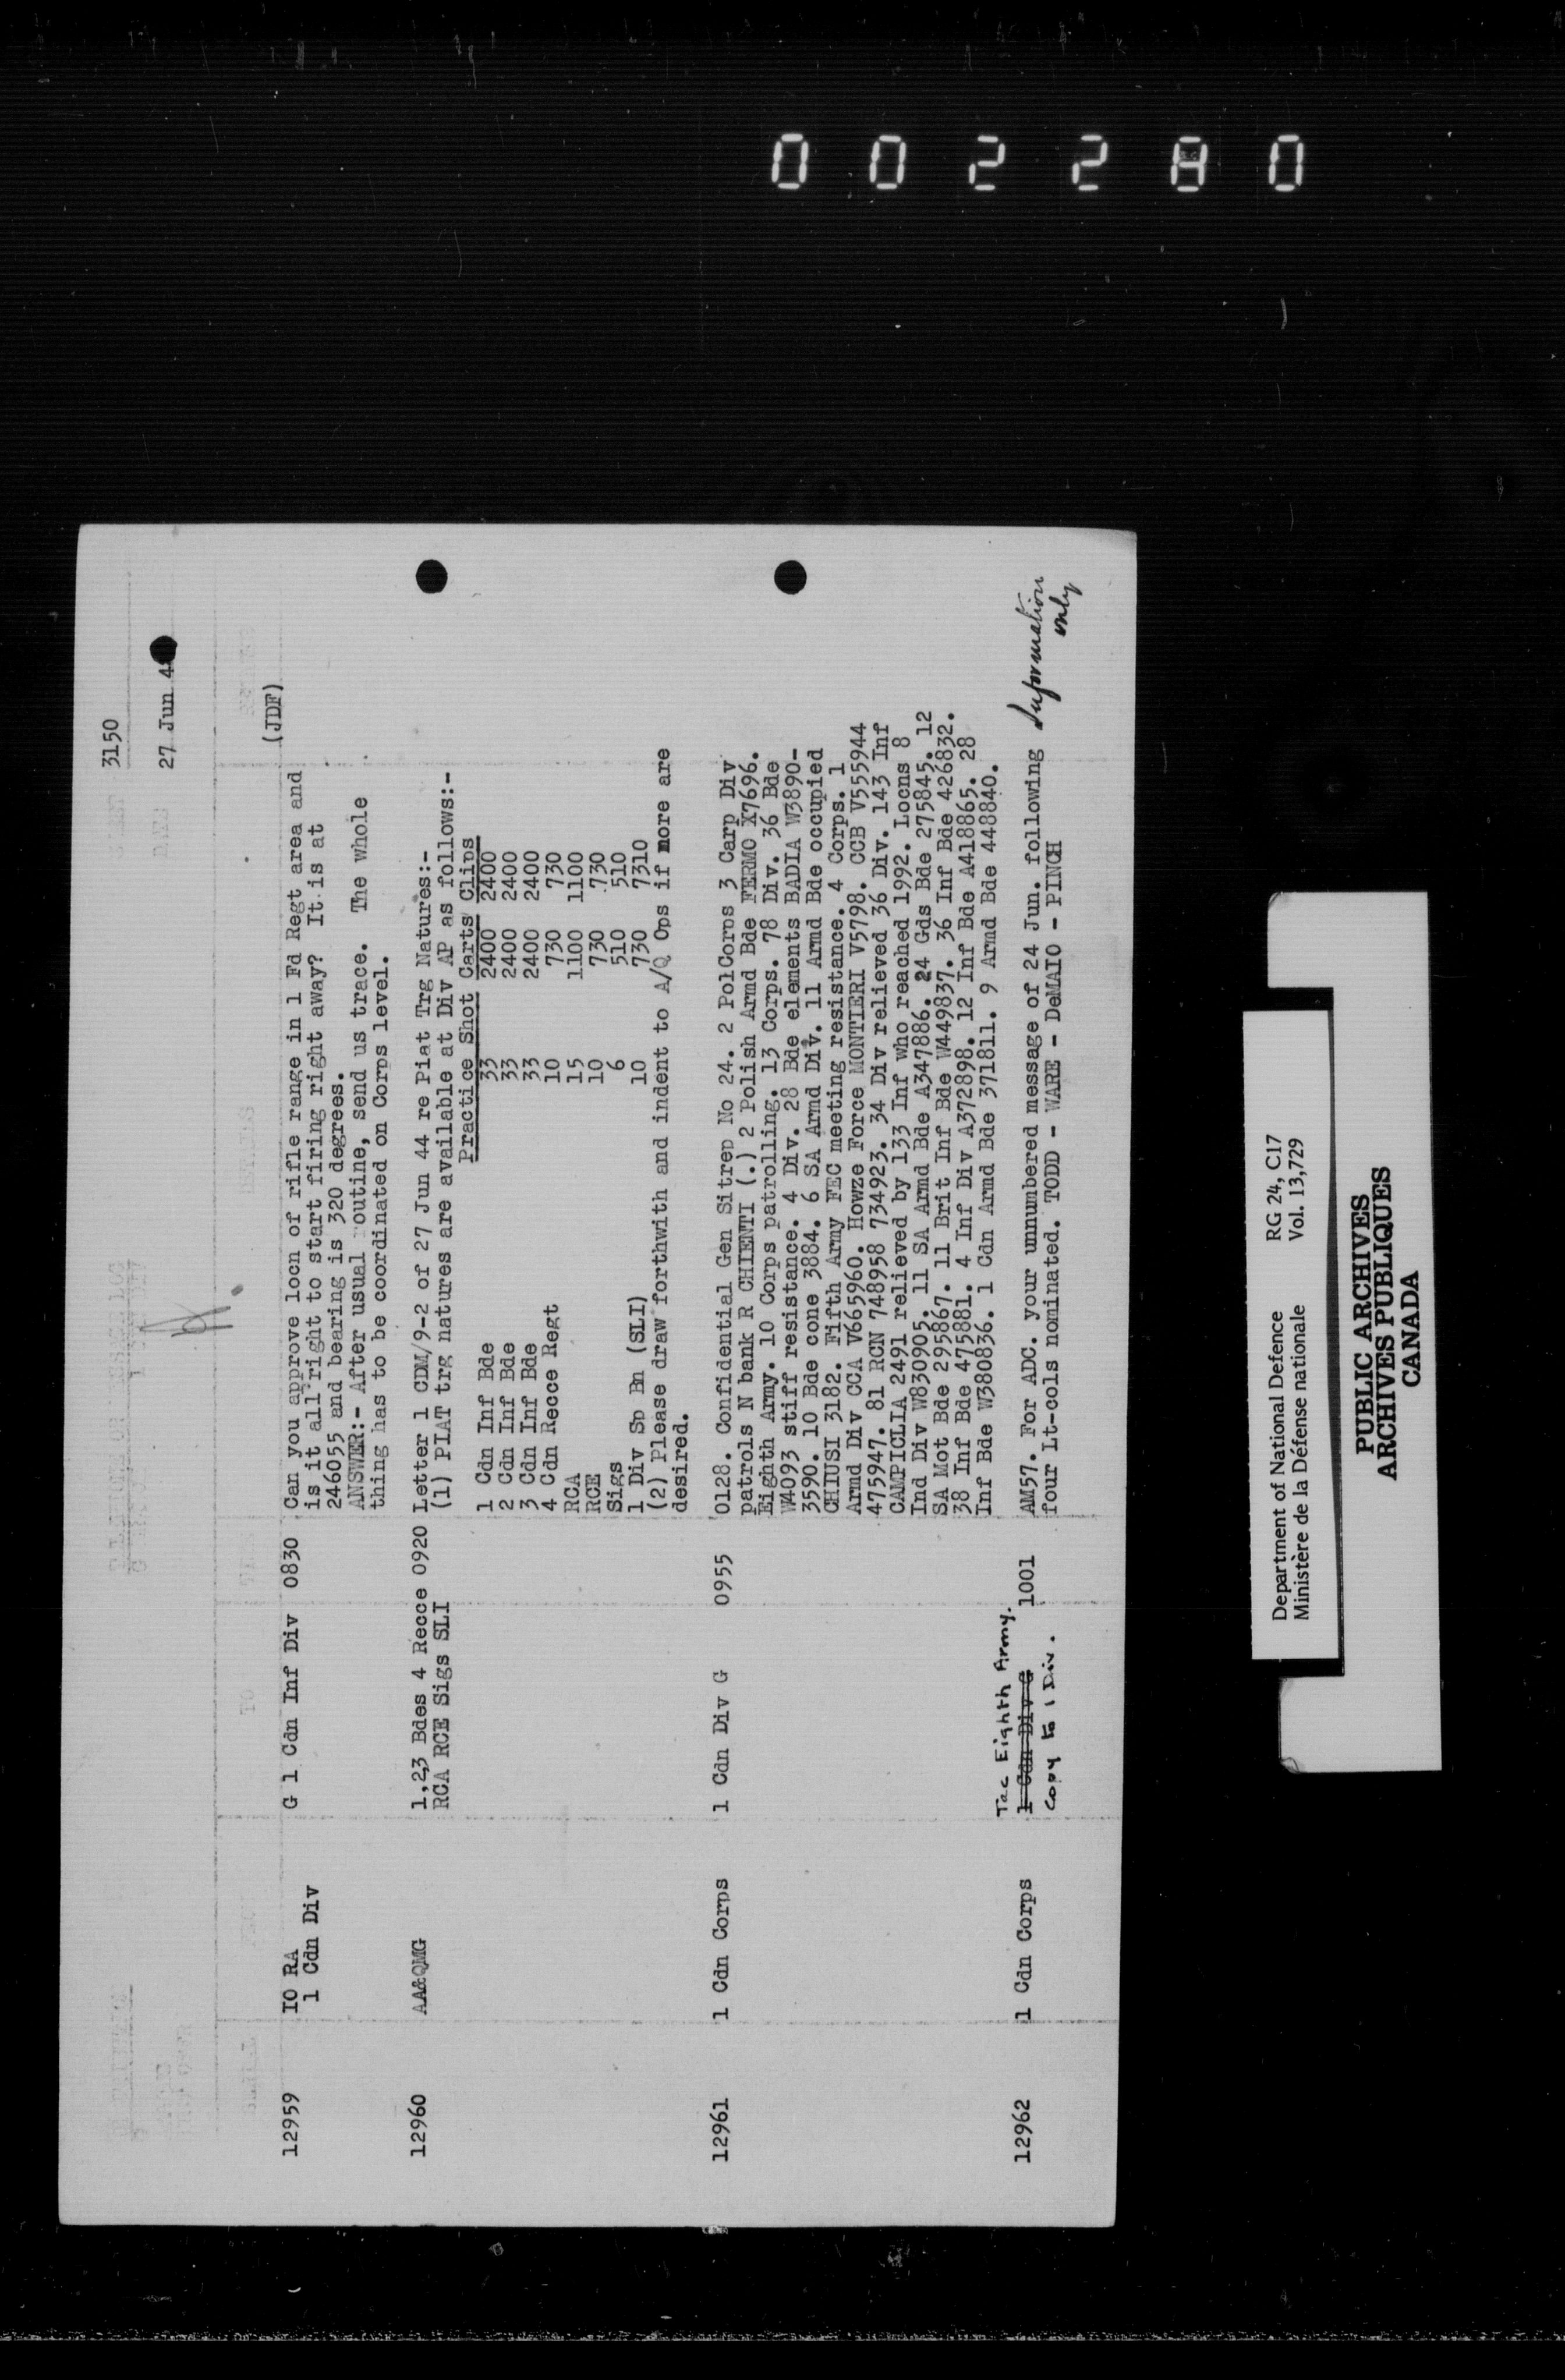 002280
3150
27 Jun 4
12959 IO RA G 1 Cdn Inf Div 0830 Can you approve locn of rifle range in 1 Fd Regt area and (JDF)
1 Cdn Div is it all right to start firing right away? It is at
246055 and bearing is 320 degrees.
ANSWER:- After usual outine, send us trace. The whole
thing has to be coordinated on Corps level.
12960 AA&QMG 1,2,3 Bdes 4 Recce 0920 Letter 1 CDM/9-2 of 27 Jun 44 re Piat Trg Natures:-
RCA RCE Sigs SLI (1) PIAT trg natures are available at Div AP as follows:-
Practice Shot Carts Clips
1 Cdn Inf Bde 33 2400 2400
2 Cdn Inf Bde 33 2400 2400
3 Cdn Inf Bde 33 2400 2400
4 Cdn Recce Regt 10 730 730
RCA 15 1100 1100
RCE 10 730 730
Sigs 6 510 510
1 Div Sp Bn (SLI) 10 730 7310
(2) Please draw forthwith and indent to A/Q Ops if more are
desired.
12961 1 Cdn Corps 1 Cdn Div G 0955 0128. Confidential Gen Sitrep No 24. 2 PolCorps 3 Carp Div
patrols N bank R CHIENTI (.) 2 Polish Armd Bde FERMO X7696.
Eighth Army. 10 Corps patrolling. 13 Corps. 78 Div. 36 Bde
W4093 stiff resistance. 4 Div. 28 Bde elements BADIA W3890-
3590. 10 Bde cone 3884. 6 SA Armd Div. 11 Armd Bde occupied
CHIUSI 3182. Fifth Army FEC meeting resistance. 4 Corps. 1
Armd Div CCA V665960. Howze Force MONTIERI V5798. CCB V555944
475947. 81 RCN 748958 734923. 34 Div relieved 36 Div. 143 Inf
CAMPICLIA 2491 relieved by 133 Inf who reached 1992. Locns 8
Ind Div W830905. 11 SA Armd Bde A347886. 24 Gds Bde 275845. 12
SA Mot Bde 295867. 11 Brit Inf Bde W449837. 36 Inf Bde 426832.
38 Inf Bde 475881. 4 Inf Div A372898. 12 Inf Bde A418865. 28
Inf Bde W380836. 1 Cdn Armd Bde 371811. 9 Armd Bde 448840.
Tac Eighth Army.
12962 1 Cdn Corps 1 Cdn Div G 1001 AM57. For ADC. your unnumbered message of 24 Jun. following Information
Copy to 1 Div. four Lt-cols nominated. TODD - WARE - DeMAIO - PINCH only
Department of National Defence RG 24, C17
Ministère de la Défense nationale Vol. 13,729
PUBLIC ARCHIVES
ARCHIVES PUBLIQUES
CANADA